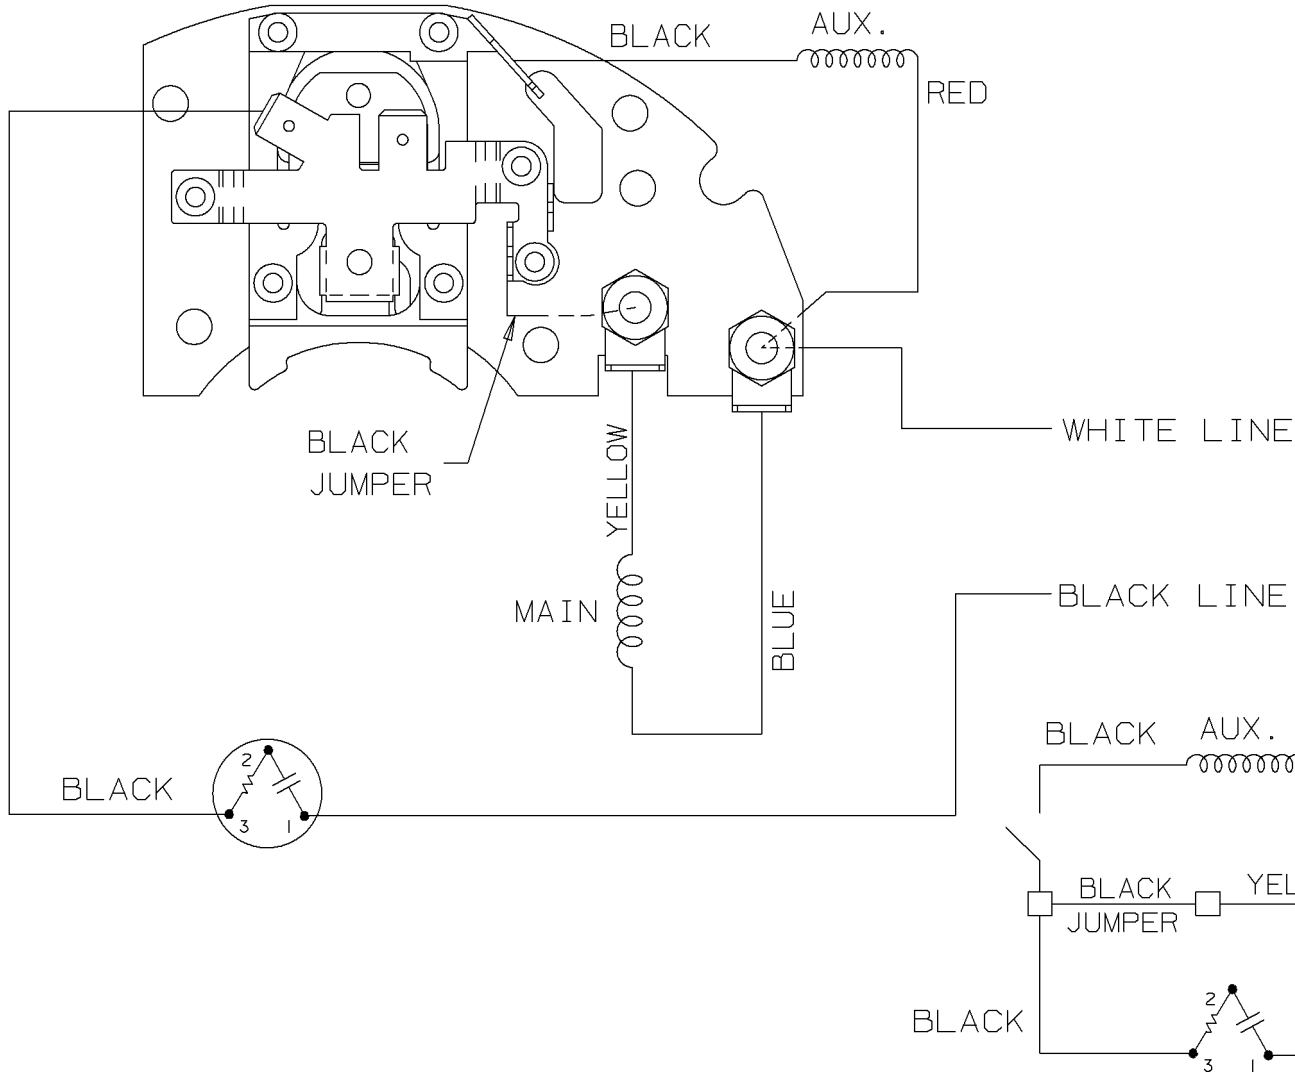 AUX.
BLACK
RED
WHITE LINE
BLACK
JUMPER
YELLOW
MAIN
BLUE
BLACK LINE
BLACK
2
3
1
BLACK
AUX.
BLACK
JUMPER
YEL
BLACK
2
3
1